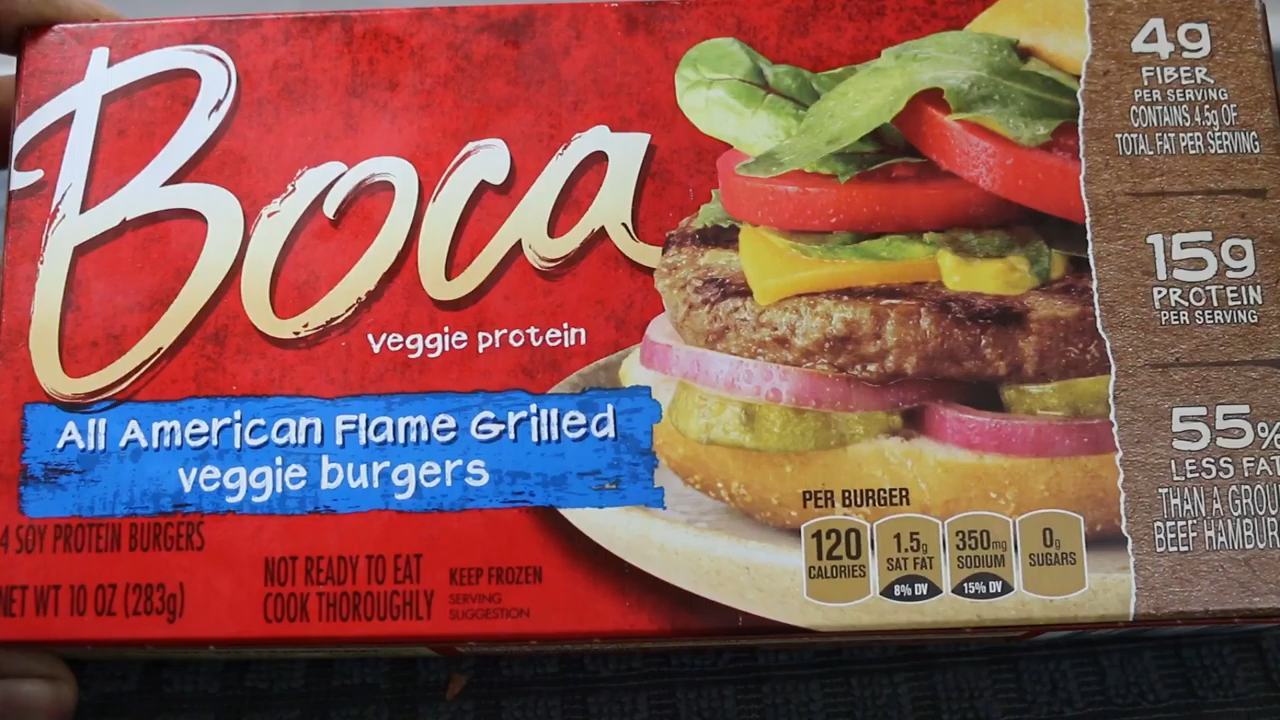 Boca
veggie protein
All American Flame Grilled
veggie burgers
4 SOY PROTEIN BURGERS
NET WT 10 OZ (283g)
NOT READY TO EAT
COOK THOROUGHLY
KEEP FROZEN
SERVING
SUGGESTION
PER BURGER
120
CALORIES
1.5g
SAT FAT
8% DV
350mg
SODIUM
15% DV
0g
SUGARS
4g
FIBER
PER SERVING
CONTAINS 4.5g OF
TOTAL FAT PER SERVING
15g
PROTEIN
PER SERVING
55%
LESS FAT
THAN A GROU
BEEF HAMBUR